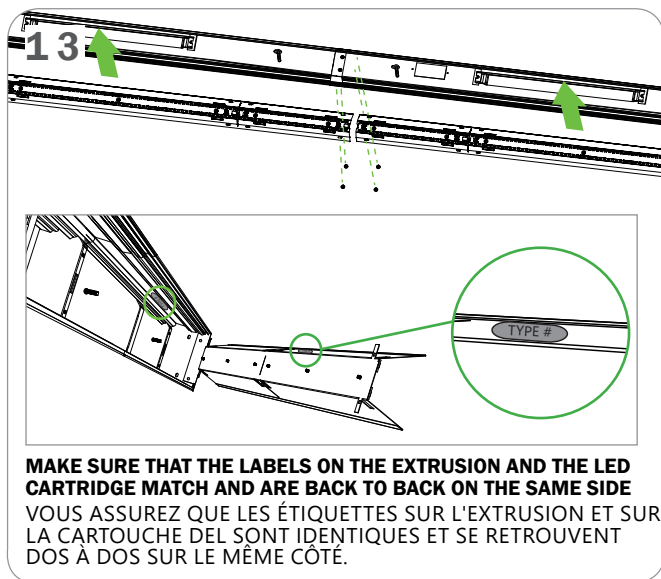 13
TYPE #
MAKE SURE THAT THE LABELS ON THE EXTRUSION AND THE LED
CARTRIDGE MATCH AND ARE BACK TO BACK ON THE SAME SIDE
VOUS ASSUREZ QUE LES ÉTIQUETTES SUR L'EXTRUSION ET SUR
LA CARTOUCHE DEL SONT IDENTIQUES ET SE RETROUVENT
DOS À DOS SUR LE MÊME CÔTÉ.